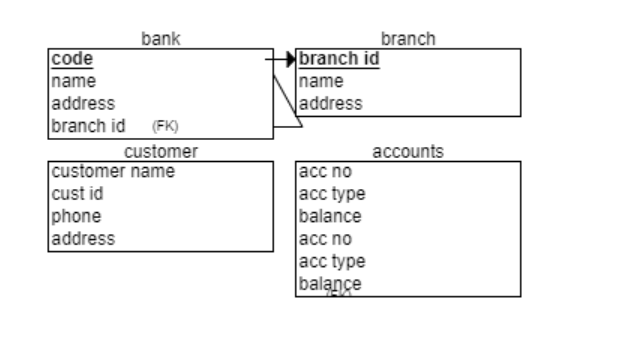 bank
code
name
address
branch id (FK)
branch
branch id
name
address
customer
customer name
cust id
phone
address
accounts
acc no
acc type
balance
acc no
acc type
balance